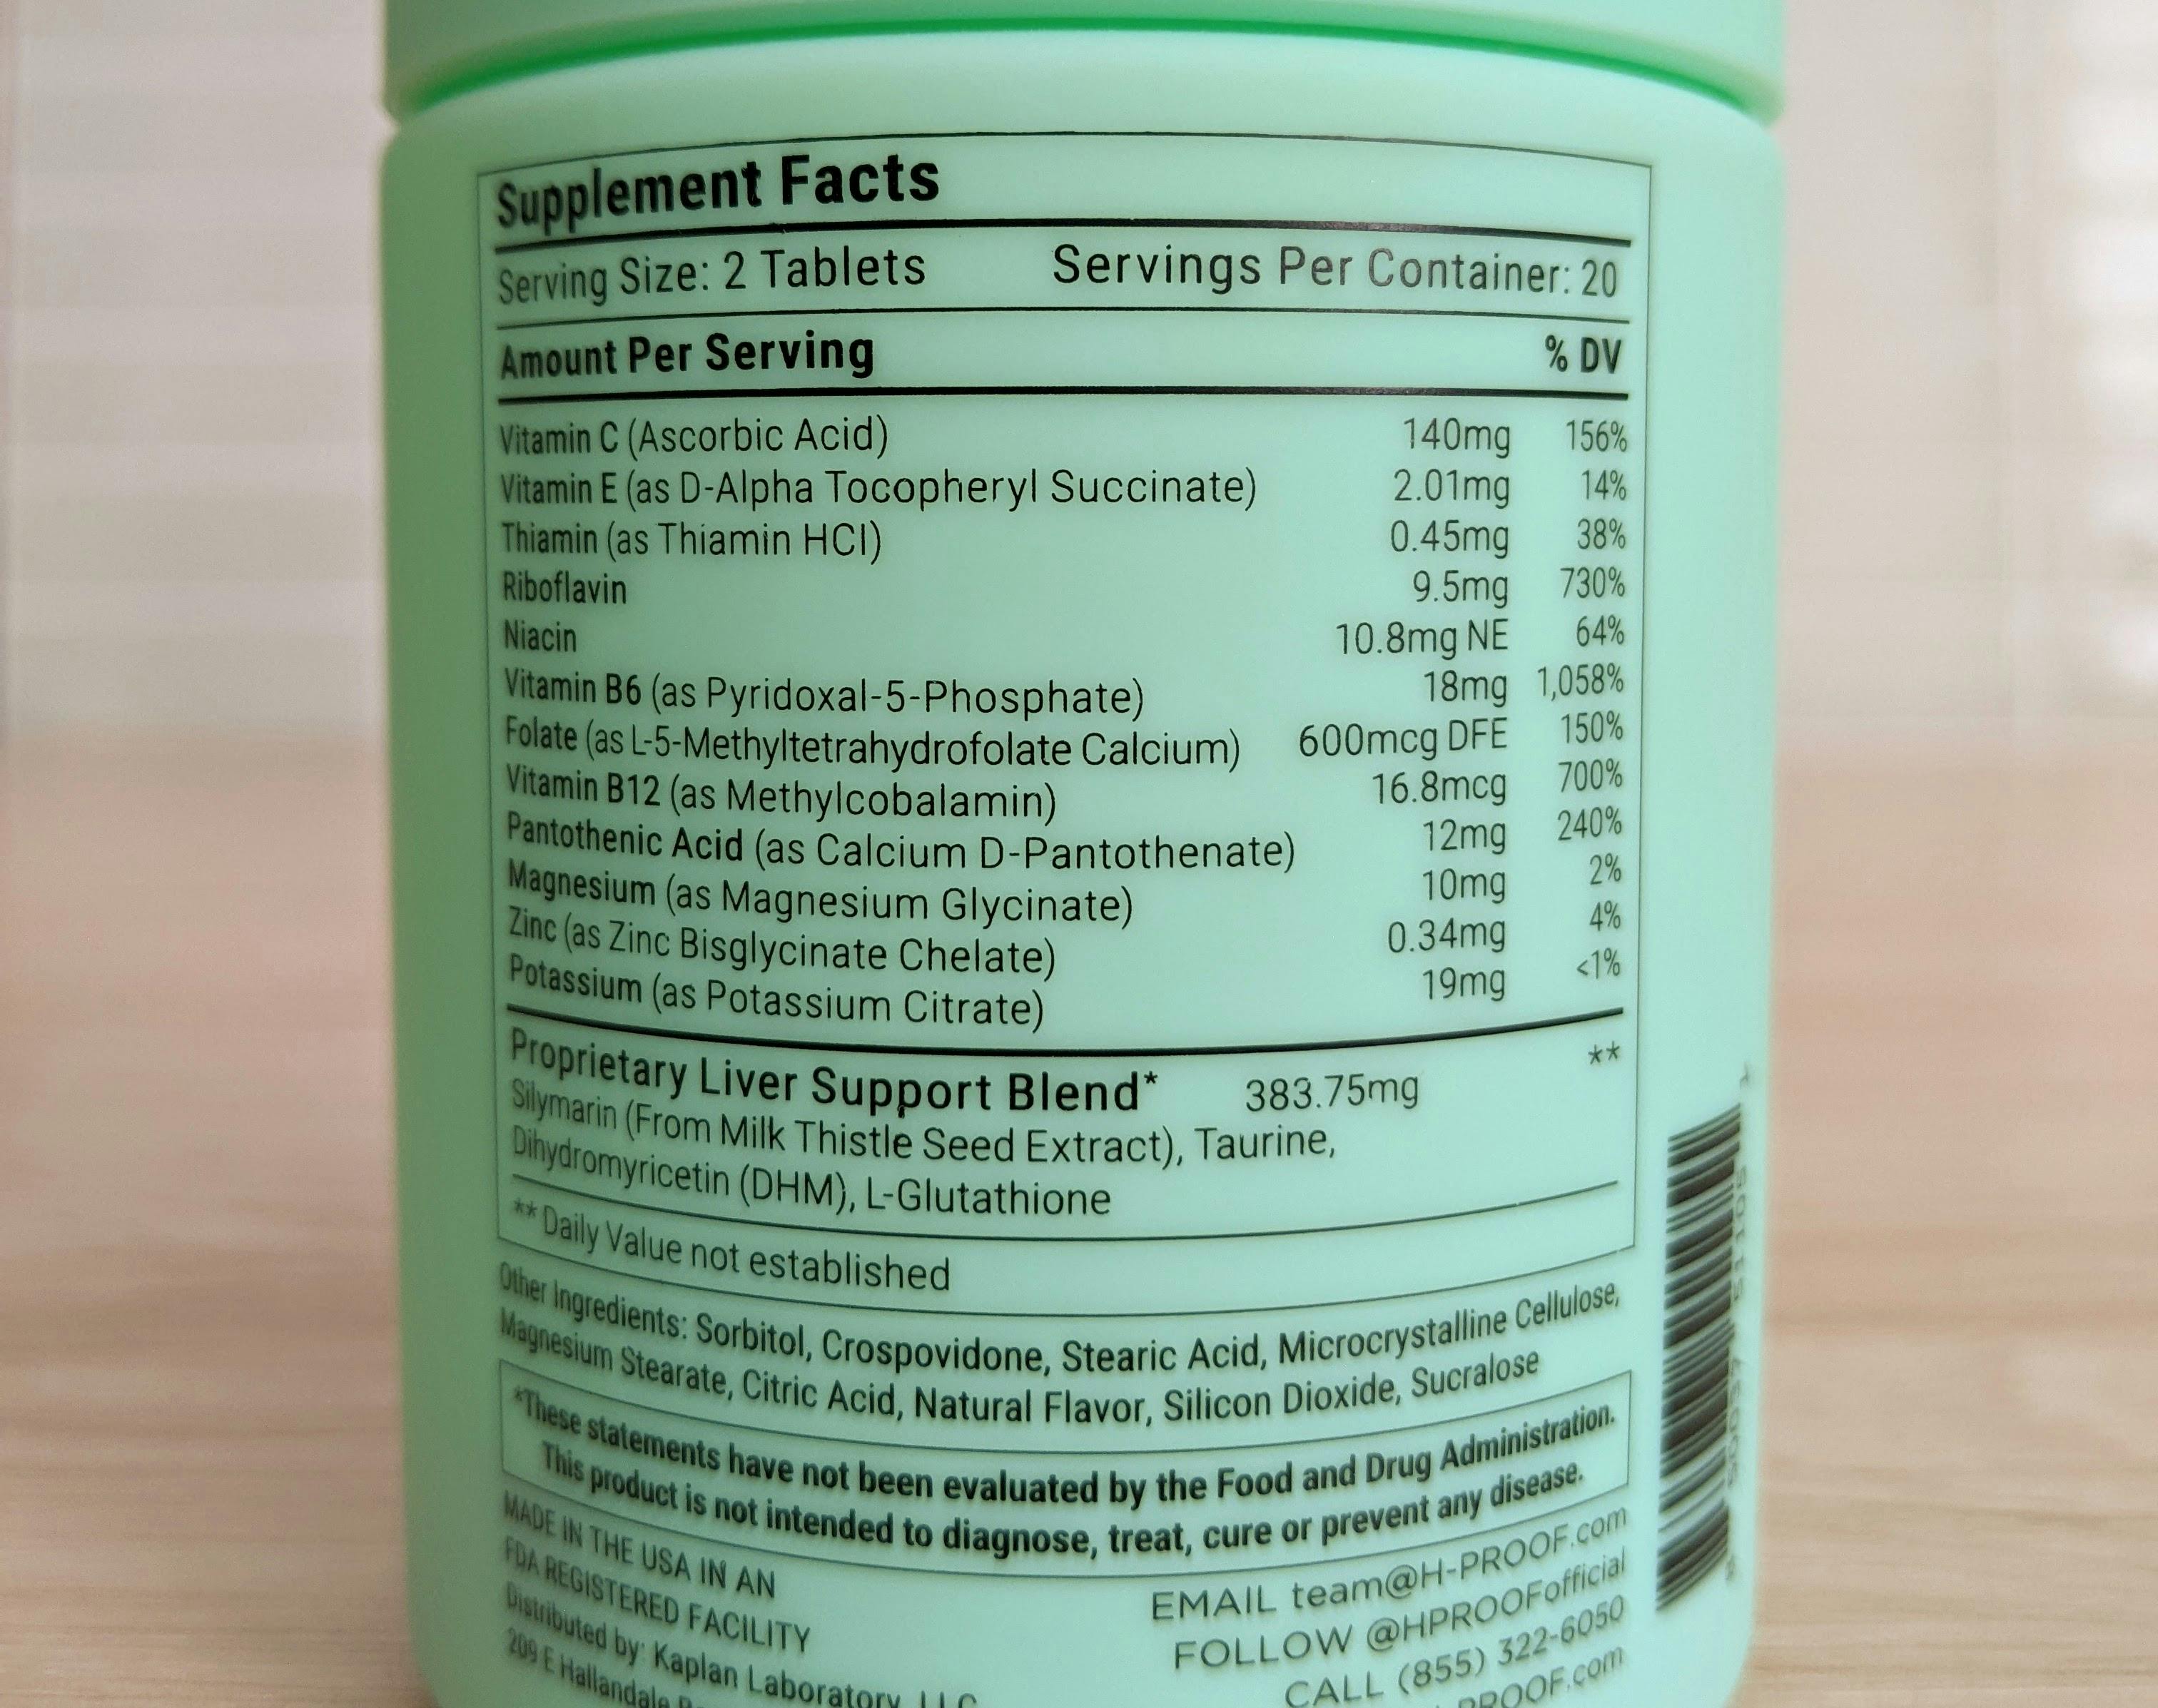 Supplement Facts
Serving Size: 2 Tablets Servings Per Container: 20
Amount Per Serving % DV
Vitamin C (Ascorbic Acid) 140mg 156%
Vitamin E (as D-Alpha Tocopheryl Succinate) 2.01mg 14%
Thiamin (as Thiamin HCl) 0.45mg 38%
Riboflavin 9.5mg 730%
Niacin 10.8mg NE 64%
Vitamin B6 (as Pyridoxal-5-Phosphate) 18mg 1,058%
Folate (as L-5-Methyltetrahydrofolate Calcium) 600mcg DFE 150%
Vitamin B12 (as Methylcobalamin) 16.8mcg 700%
Pantothenic Acid (as Calcium D-Pantothenate) 12mg 240%
Magnesium (as Magnesium Glycinate) 10mg 2%
Zinc (as Zinc Bisglycinate Chelate) 0.34mg 4%
Potassium (as Potassium Citrate) 19mg <1%
Proprietary Liver Support Blend* 383.75mg **
Silymarin (From Milk Thistle Seed Extract), Taurine,
Dihydromyricetin (DHM), L-Glutathione
** Daily Value not established
Other Ingredients: Sorbitol, Crospovidone, Stearic Acid, Microcrystalline Cellulose,
Magnesium Stearate, Citric Acid, Natural Flavor, Silicon Dioxide, Sucralose
*These statements have not been evaluated by the Food and Drug Administration.
This product is not intended to diagnose, treat, cure or prevent any disease.
MADE IN THE USA IN AN
FDA REGISTERED FACILITY
Distributed by: Kaplan Laboratory, LLC
209 E Hallandale
EMAIL team@H-PROOF.com
FOLLOW @HPROOFofficial
CALL (855) 322-6050
PROOF.com